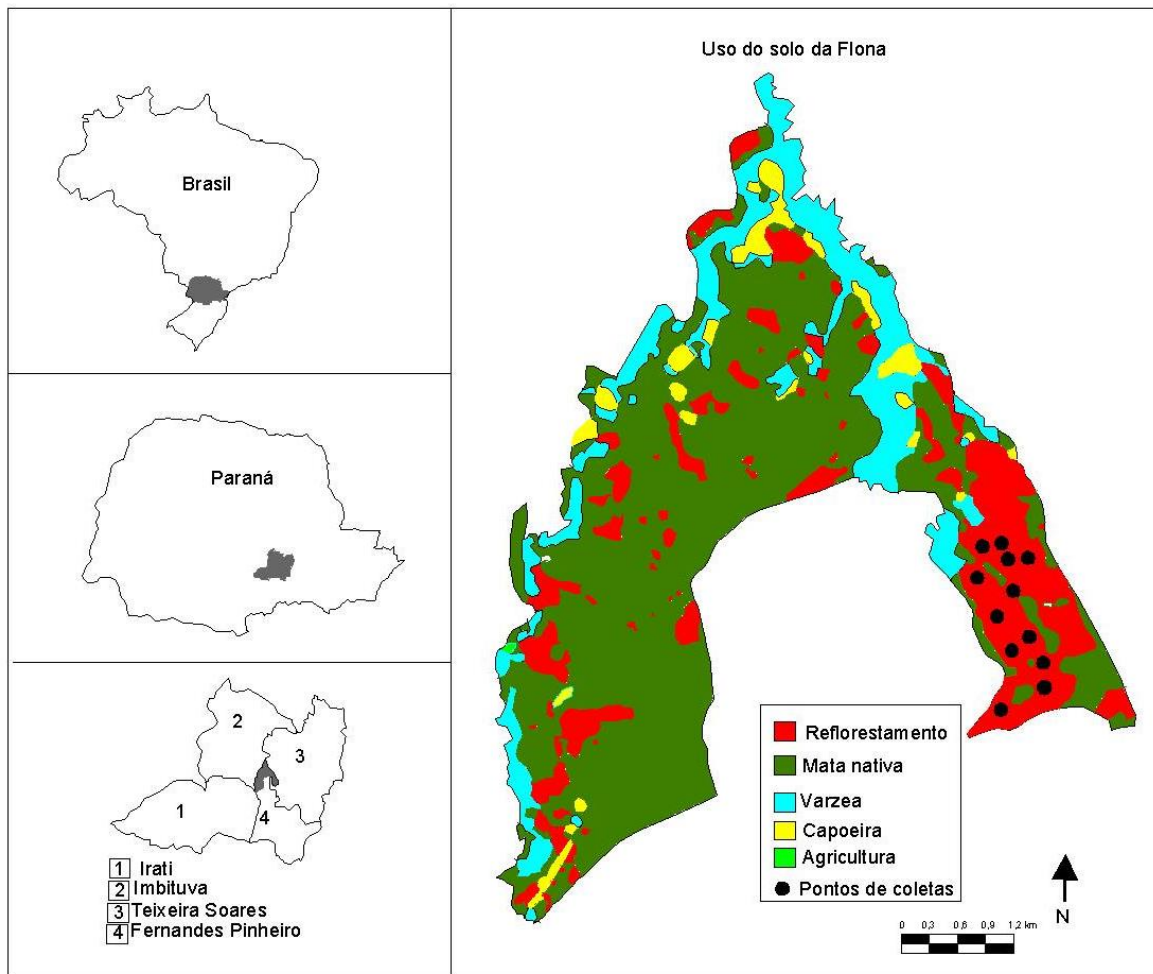 Brasil
Paraná
2
3
1
4
1 Irati
2 Imbituva
3 Teixeira Soares
4 Fernandes Pinheiro
Uso do solo da Flona
Reflorestamento
Mata nativa
Varzea
Capoeira
Agricultura
Pontos de coletas
N
0 0,3 0,6 0,9 1,2 km